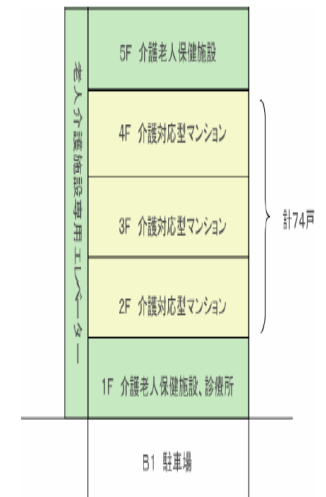 5F 介護老人保健施設
4F 介護対応型マンション
3F 介護対応型マンション
2F 介護対応型マンション
1F 介護老人保健施設、診療所
B1 駐車場
老人介護施設専用エレベーター
計74戸